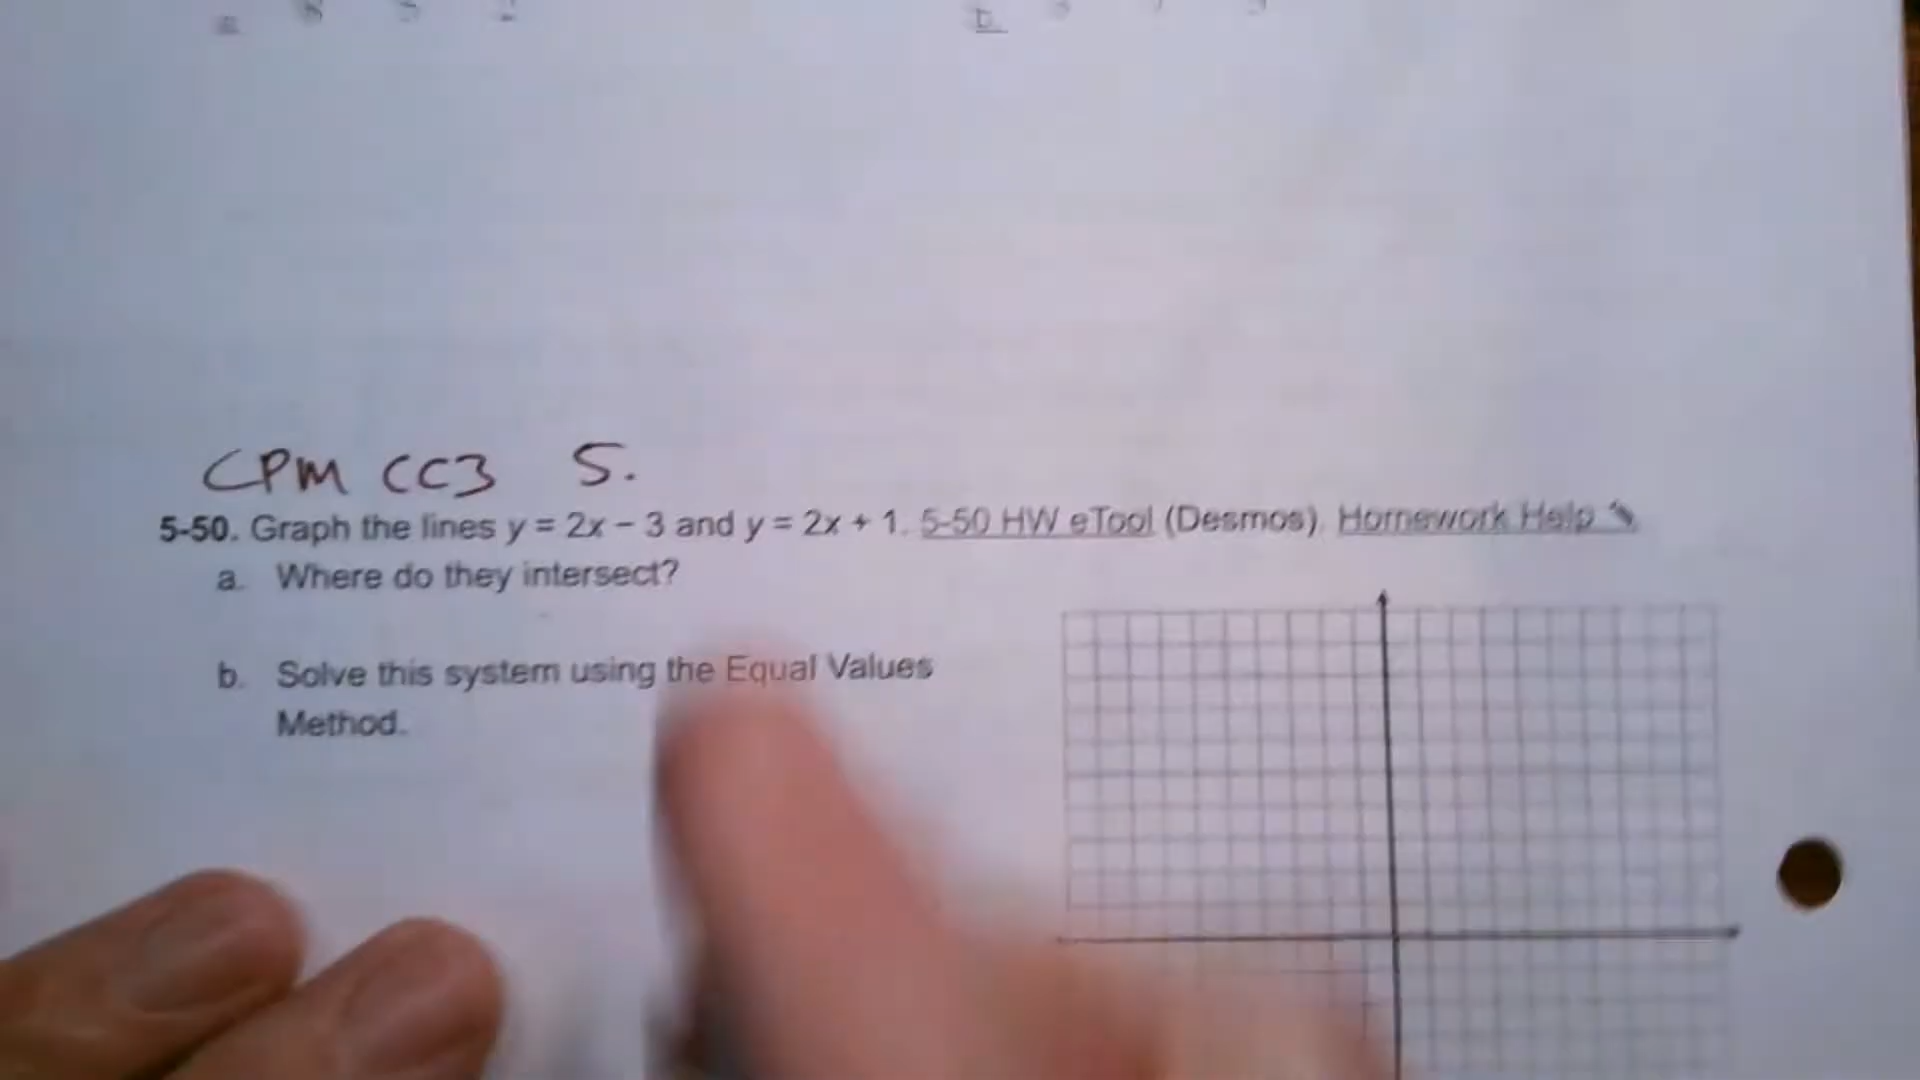 CPM CC3 5.
5-50. Graph the lines y = 2x – 3 and y = 2x + 1. 5-50 HW eTool (Desmos) Homework Help ✎
a. Where do they intersect?
b. Solve this system using the Equal Values
Method.